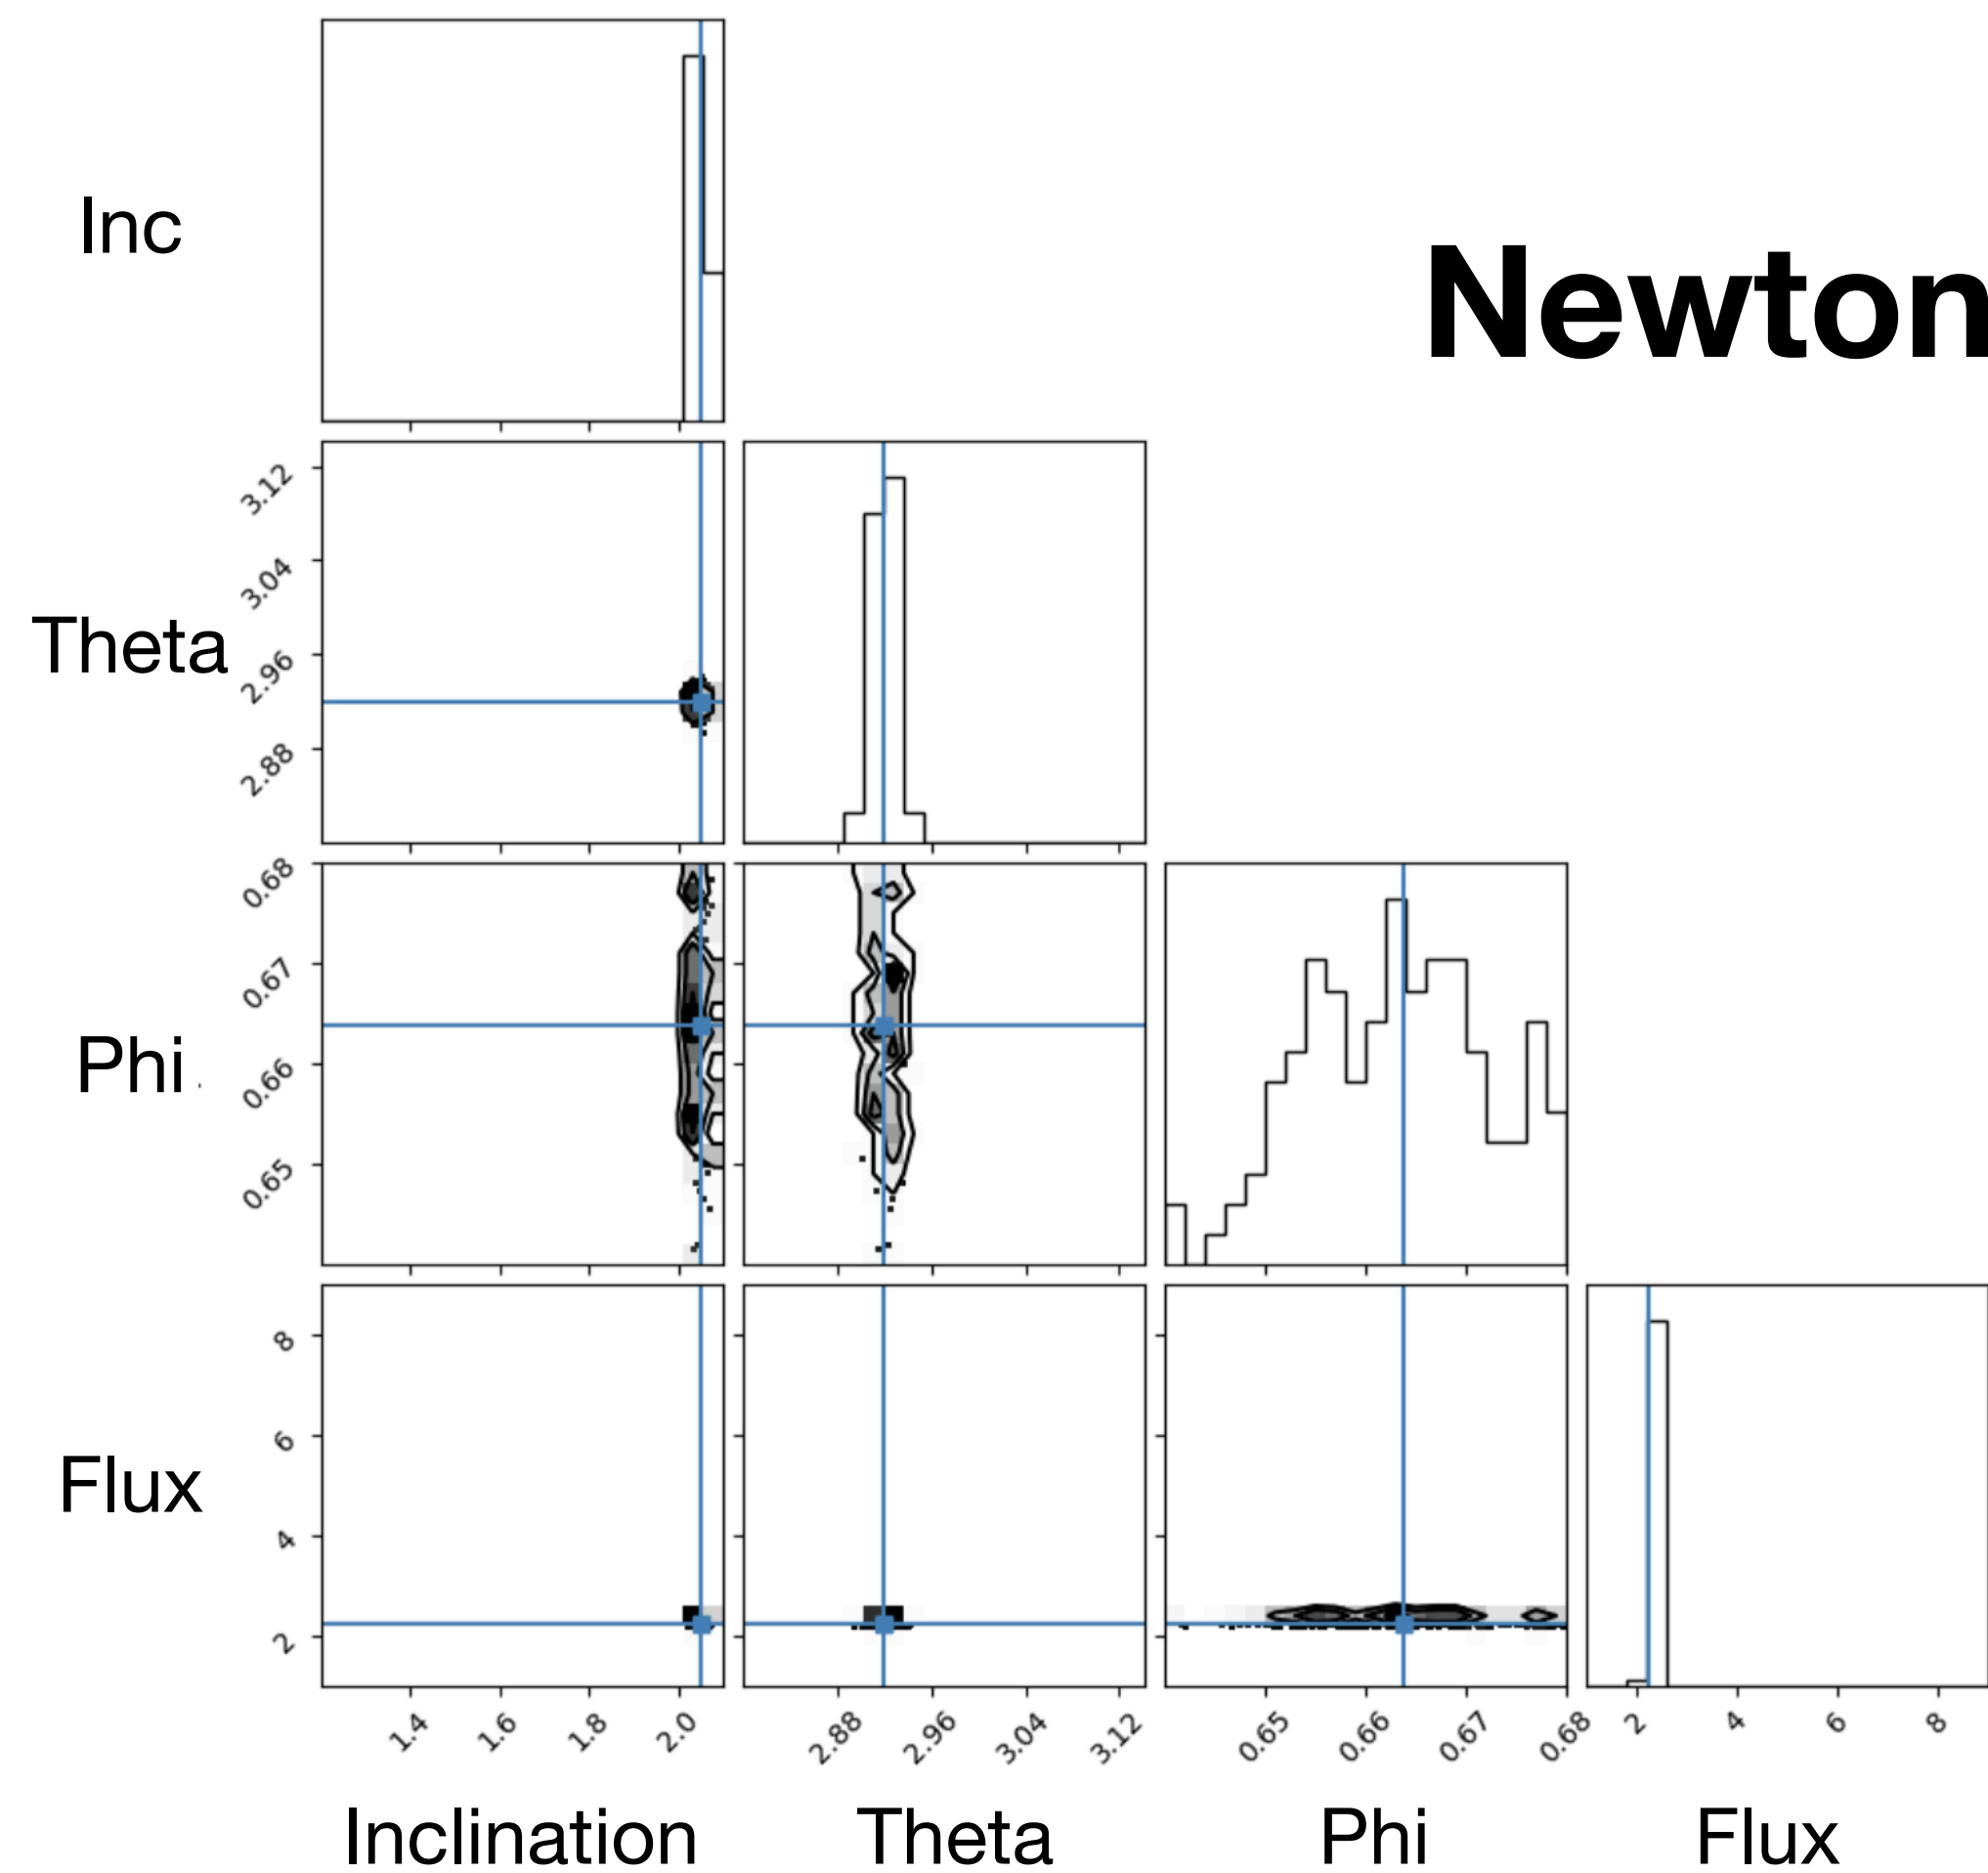 Inc
Newton
3.12
3.04
Theta
2.96
2.88
0.68
0.67
Phi
0.66
0.65
8
6
Flux
4
2
1.4 1.6 1.8 2.0 2.88 2.96 3.04 3.12 0.65 0.66 0.67 0.68 2 4 6 8
Inclination Theta Phi Flux